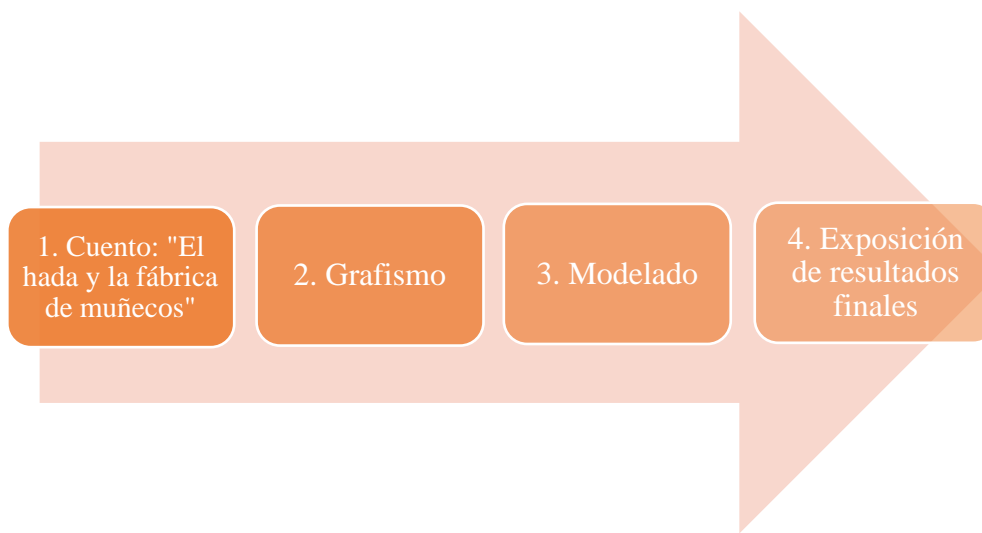 1. Cuento: "El
hada y la fábrica
de muñecos"
2. Grafismo
3. Modelado
4. Exposición
de resultados
finales